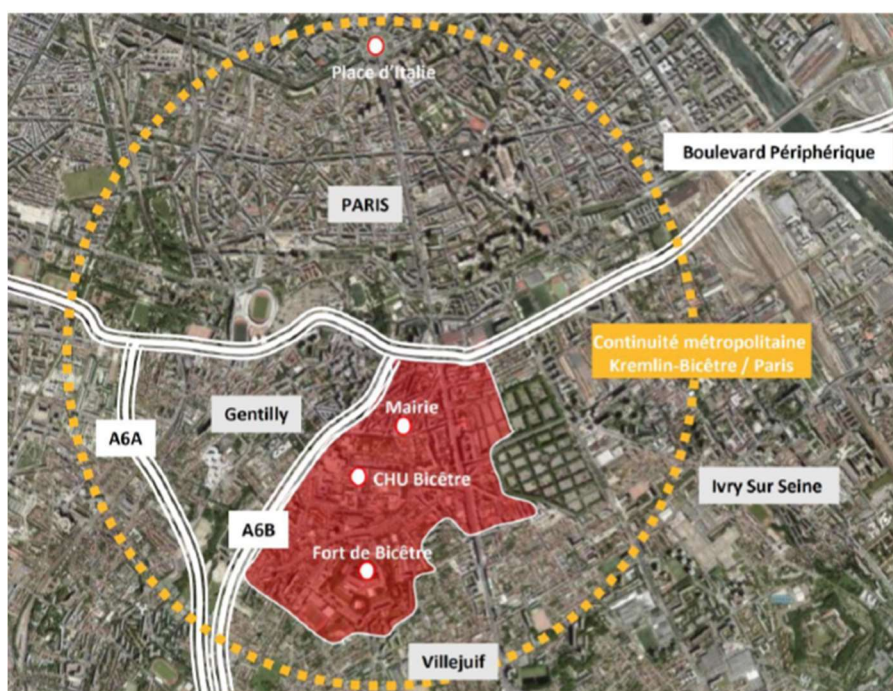 Place d'Italie
Boulevard Périphérique
PARIS
Continuité métropolitaine
Kremlin-Bicêtre / Paris
Gentilly
Mairie
A6A
CHU Bicêtre
Ivry Sur Seine
A6B
Fort de Bicêtre
Villejuif